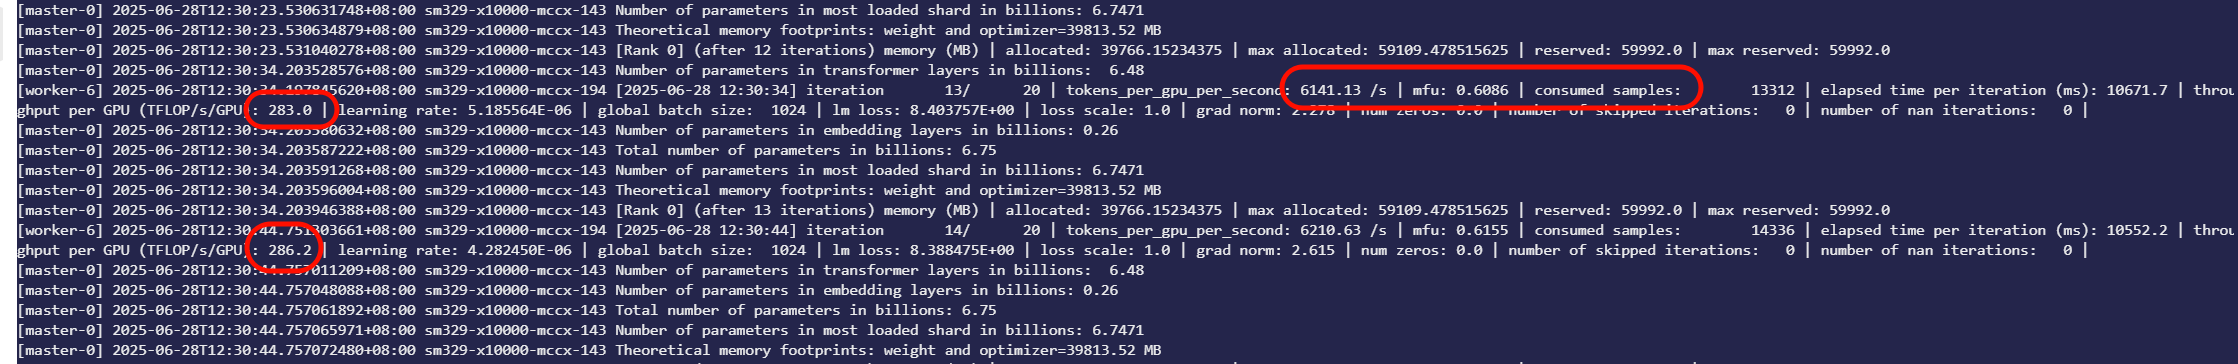 [master-0] 2025-06-28T12:30:23.530631748+08:00 sm329-x10000-mccx-143 Number of parameters in most loaded shard in billions: 6.7471
[master-0] 2025-06-28T12:30:23.530634879+08:00 sm329-x10000-mccx-143 Theoretical memory footprints: weight and optimizer=39813.52 MB
[master-0] 2025-06-28T12:30:23.531040278+08:00 sm329-x10000-mccx-143 [Rank 0] (after 12 iterations) memory (MB) | allocated: 39766.15234375 | max allocated: 59109.478515625 | reserved: 59992.0 | max reserved: 59992.0
[master-0] 2025-06-28T12:30:34.203528576+08:00 sm329-x10000-mccx-143 Number of parameters in transformer layers in billions:  6.48
[worker-6] 2025-06-28T12:30:34.197845620+08:00 sm329-x10000-mccx-194 [2025-06-28 12:30:34] iteration       13/      20 | tokens_per_gpu_per_second: 6141.13 /s | mfu: 0.6086 | consumed samples:        13312 | elapsed time per iteration (ms): 10671.7 | throu
ghput per GPU (TFLOP/s/GPU): 283.0 | learning rate: 5.185564E-06 | global batch size:  1024 | lm loss: 8.403757E+00 | loss scale: 1.0 | grad norm: 2.278 | num zeros: 0.0 | number of skipped iterations:   0 | number of nan iterations:   0 |
[master-0] 2025-06-28T12:30:34.203580632+08:00 sm329-x10000-mccx-143 Number of parameters in embedding layers in billions: 0.26
[master-0] 2025-06-28T12:30:34.203587222+08:00 sm329-x10000-mccx-143 Total number of parameters in billions: 6.75
[master-0] 2025-06-28T12:30:34.203591268+08:00 sm329-x10000-mccx-143 Number of parameters in most loaded shard in billions: 6.7471
[master-0] 2025-06-28T12:30:34.203596004+08:00 sm329-x10000-mccx-143 Theoretical memory footprints: weight and optimizer=39813.52 MB
[master-0] 2025-06-28T12:30:34.203946388+08:00 sm329-x10000-mccx-143 [Rank 0] (after 13 iterations) memory (MB) | allocated: 39766.15234375 | max allocated: 59109.478515625 | reserved: 59992.0 | max reserved: 59992.0
[worker-6] 2025-06-28T12:30:44.751303661+08:00 sm329-x10000-mccx-194 [2025-06-28 12:30:44] iteration       14/      20 | tokens_per_gpu_per_second: 6210.63 /s | mfu: 0.6155 | consumed samples:        14336 | elapsed time per iteration (ms): 10552.2 | throu
ghput per GPU (TFLOP/s/GPU): 286.2 | learning rate: 4.282450E-06 | global batch size:  1024 | lm loss: 8.388475E+00 | loss scale: 1.0 | grad norm: 2.615 | num zeros: 0.0 | number of skipped iterations:   0 | number of nan iterations:   0 |
[master-0] 2025-06-28T12:30:44.757011209+08:00 sm329-x10000-mccx-143 Number of parameters in transformer layers in billions:  6.48
[master-0] 2025-06-28T12:30:44.757048088+08:00 sm329-x10000-mccx-143 Number of parameters in embedding layers in billions: 0.26
[master-0] 2025-06-28T12:30:44.757061892+08:00 sm329-x10000-mccx-143 Total number of parameters in billions: 6.75
[master-0] 2025-06-28T12:30:44.757065971+08:00 sm329-x10000-mccx-143 Number of parameters in most loaded shard in billions: 6.7471
[master-0] 2025-06-28T12:30:44.757072480+08:00 sm329-x10000-mccx-143 Theoretical memory footprints: weight and optimizer=39813.52 MB